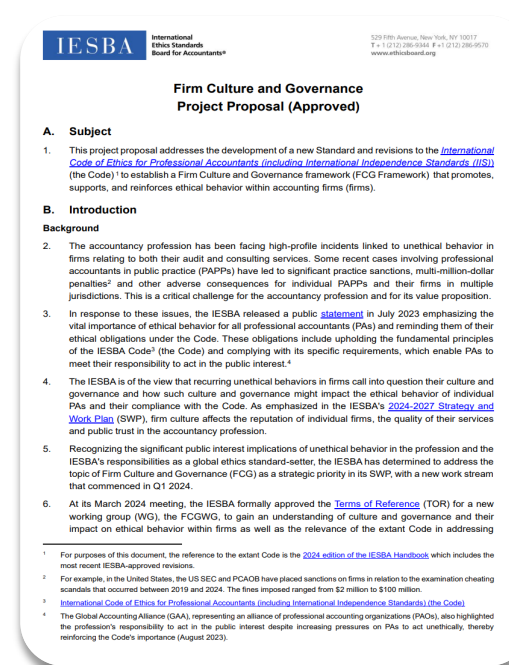 IESBA
International
Ethics Standards
Board for Accountants®
529 Fifth Avenue, New York, NY 10017
T + 1 (212) 286-9344 F +1 (212) 286-9570
www.ethicsboard.org
Firm Culture and Governance
Project Proposal (Approved)
A. Subject
1. This project proposal addresses the development of a new Standard and revisions to the International
Code of Ethics for Professional Accountants (including International Independence Standards (IIS))
(the Code) 1 to establish a Firm Culture and Governance framework (FCG Framework) that promotes,
supports, and reinforces ethical behavior within accounting firms (firms).
B. Introduction
Background
2. The accountancy profession has been facing high-profile incidents linked to unethical behavior in
firms relating to both their audit and consulting services. Some recent cases involving professional
accountants in public practice (PAPPs) have led to significant practice sanctions, multi-million-dollar
penalties2 and other adverse consequences for individual PAPPs and their firms in multiple
jurisdictions. This is a critical challenge for the accountancy profession and for its value proposition.
3. In response to these issues, the IESBA released a public statement in July 2023 emphasizing the
vital importance of ethical behavior for all professional accountants (PAs) and reminding them of their
ethical obligations under the Code. These obligations include upholding the fundamental principles
of the IESBA Code3 (the Code) and complying with its specific requirements, which enable PAs to
meet their responsibility to act in the public interest.4
4. The IESBA is of the view that recurring unethical behaviors in firms call into question their culture and
governance and how such culture and governance might impact the ethical behavior of individual
PAs and their compliance with the Code. As emphasized in the IESBA's 2024-2027 Strategy and
Work Plan (SWP), firm culture affects the reputation of individual firms, the quality of their services
and public trust in the accountancy profession.
5. Recognizing the significant public interest implications of unethical behavior in the profession and the
IESBA's responsibilities as a global ethics standard-setter, the IESBA has determined to address the
topic of Firm Culture and Governance (FCG) as a strategic priority in its SWP, with a new work stream
that commenced in Q1 2024.
6. At its March 2024 meeting, the IESBA formally approved the Terms of Reference (TOR) for a new
working group (WG), the FCGWG, to gain an understanding of culture and governance and their
impact on ethical behavior within firms as well as the relevance of the extant Code in addressing
1 For purposes of this document, the reference to the extant Code is the 2024 edition of the IESBA Handbook which includes the
most recent IESBA-approved revisions.
2 For example, in the United States, the US SEC and PCAOB have placed sanctions on firms in relation to the examination cheating
scandals that occurred between 2019 and 2024. The fines imposed ranged from $2 million to $100 million.
3 International Code of Ethics for Professional Accountants (including International Independence Standards) (the Code)
4 The Global Accounting Alliance (GAA), representing an alliance of professional accounting organizations (PAOs), also highlighted
the profession's responsibility to act in the public interest despite increasing pressures on PAs to act unethically, thereby
reinforcing the Code's importance (August 2023).